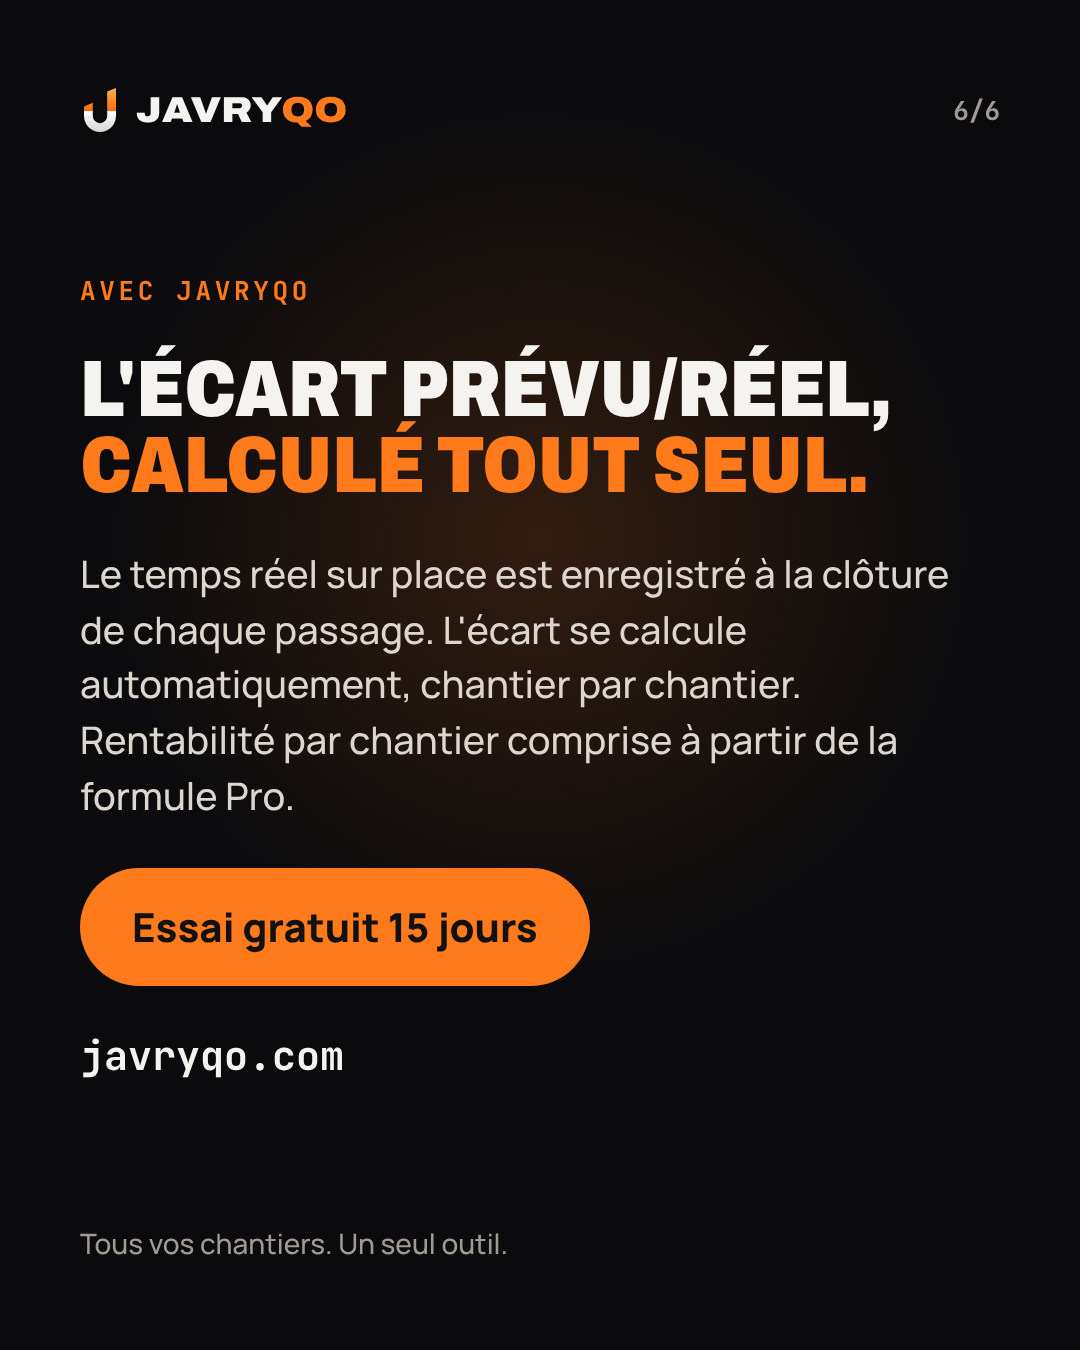 JAVRYQO
6/6
AVEC JAVRYQO
L'ÉCART PRÉVU/RÉEL,
CALCULÉ TOUT SEUL.
Le temps réel sur place est enregistré à la clôture
de chaque passage. L'écart se calcule
automatiquement, chantier par chantier.
Rentabilité par chantier comprise à partir de la
formule Pro.
Essai gratuit 15 jours
javryqo.com
Tous vos chantiers. Un seul outil.